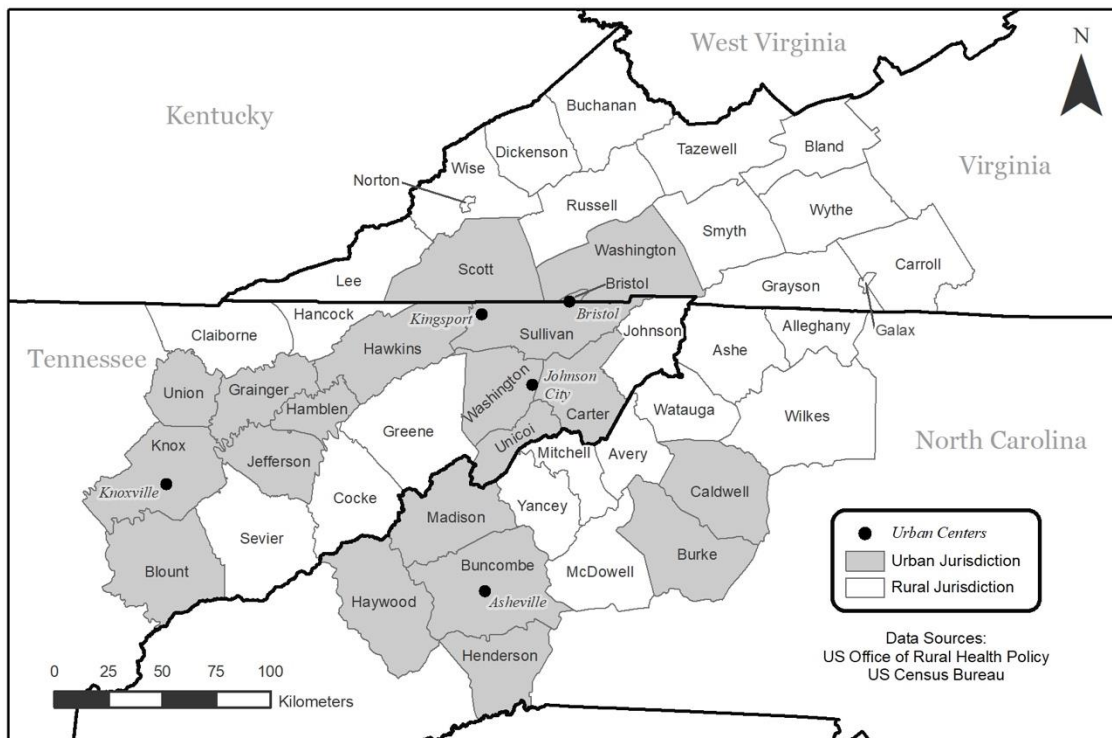 West Virginia
N
Kentucky
Buchanan
Dickenson
Tazewell
Bland
Wise
Virginia
Norton
Russell
Wythe
Smyth
Washington
Scott
Carroll
Lee
Bristol
Grayson
Hancock
Kingsport
Bristol
Claiborne
Sullivan
Johnson
Alleghany
Galax
Tennessee
Hawkins
Ashe
Union
Grainger
Washington
Johnson
City
Hamblen
Carter
Watauga
Wilkes
Knox
Greene
Unicoi
North Carolina
Jefferson
Mitchell
Avery
Knoxville
Cocke
Caldwell
Madison
Yancey
Sevier
Burke
Blount
Buncombe
McDowell
Haywood
Asheville
Henderson
Urban Centers
Urban Jurisdiction
Rural Jurisdiction
Data Sources:
US Office of Rural Health Policy
US Census Bureau
0 25 50 75 100
Kilometers